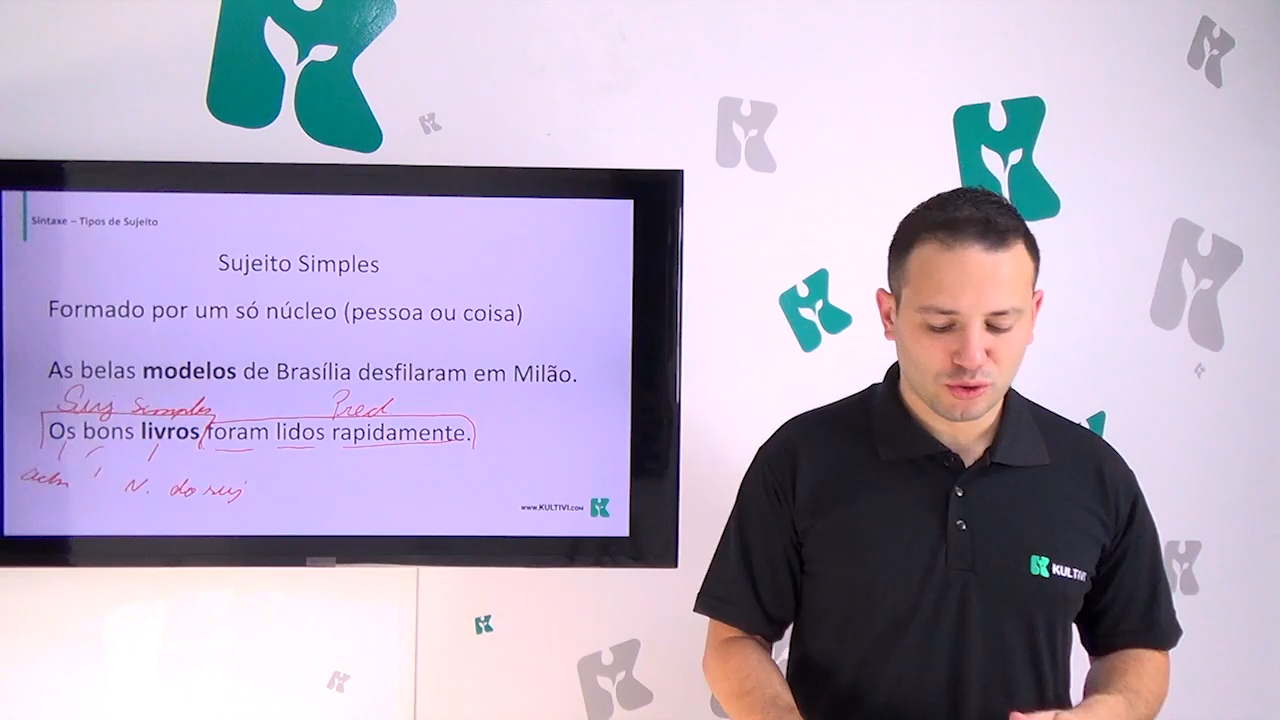 Sintaxe – Tipos de Sujeito
Sujeito Simples
Formado por um só núcleo (pessoa ou coisa)
As belas modelos de Brasília desfilaram em Milão.
Suj simples Pred
Os bons livros foram lidos rapidamente.
N. do suj
www.KULTIVI.com
KULTIVI